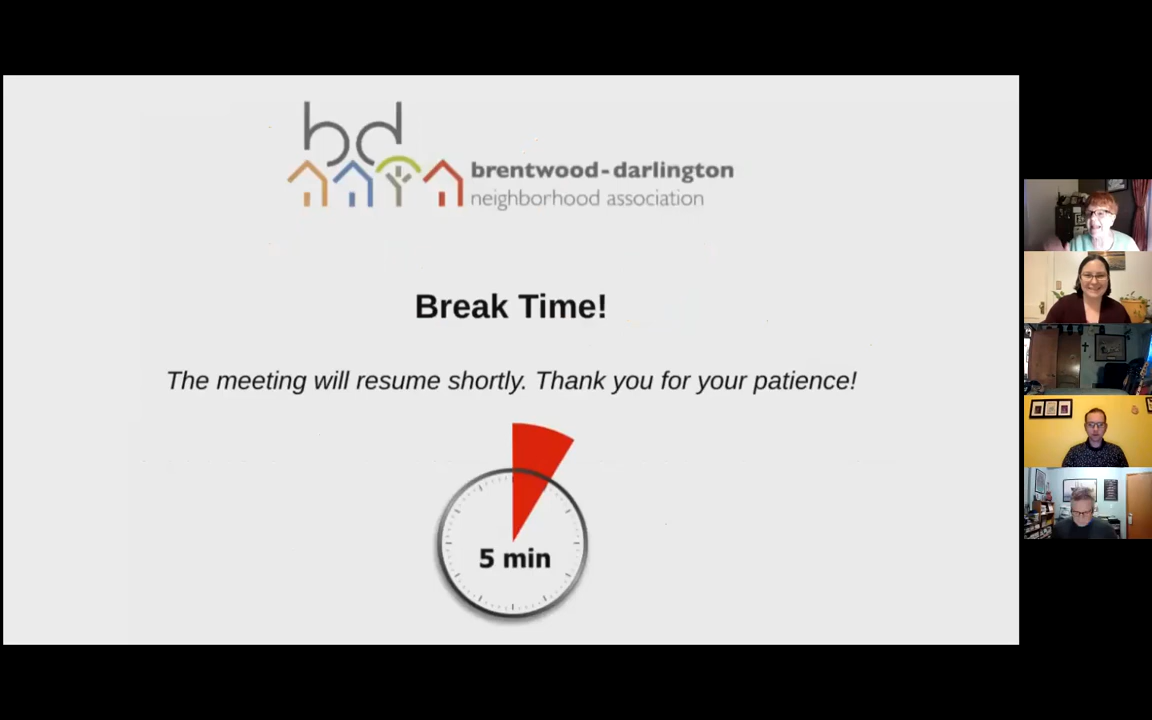 bd
brentwood-darlington
neighborhood association
Break Time!
The meeting will resume shortly. Thank you for your patience!
5 min